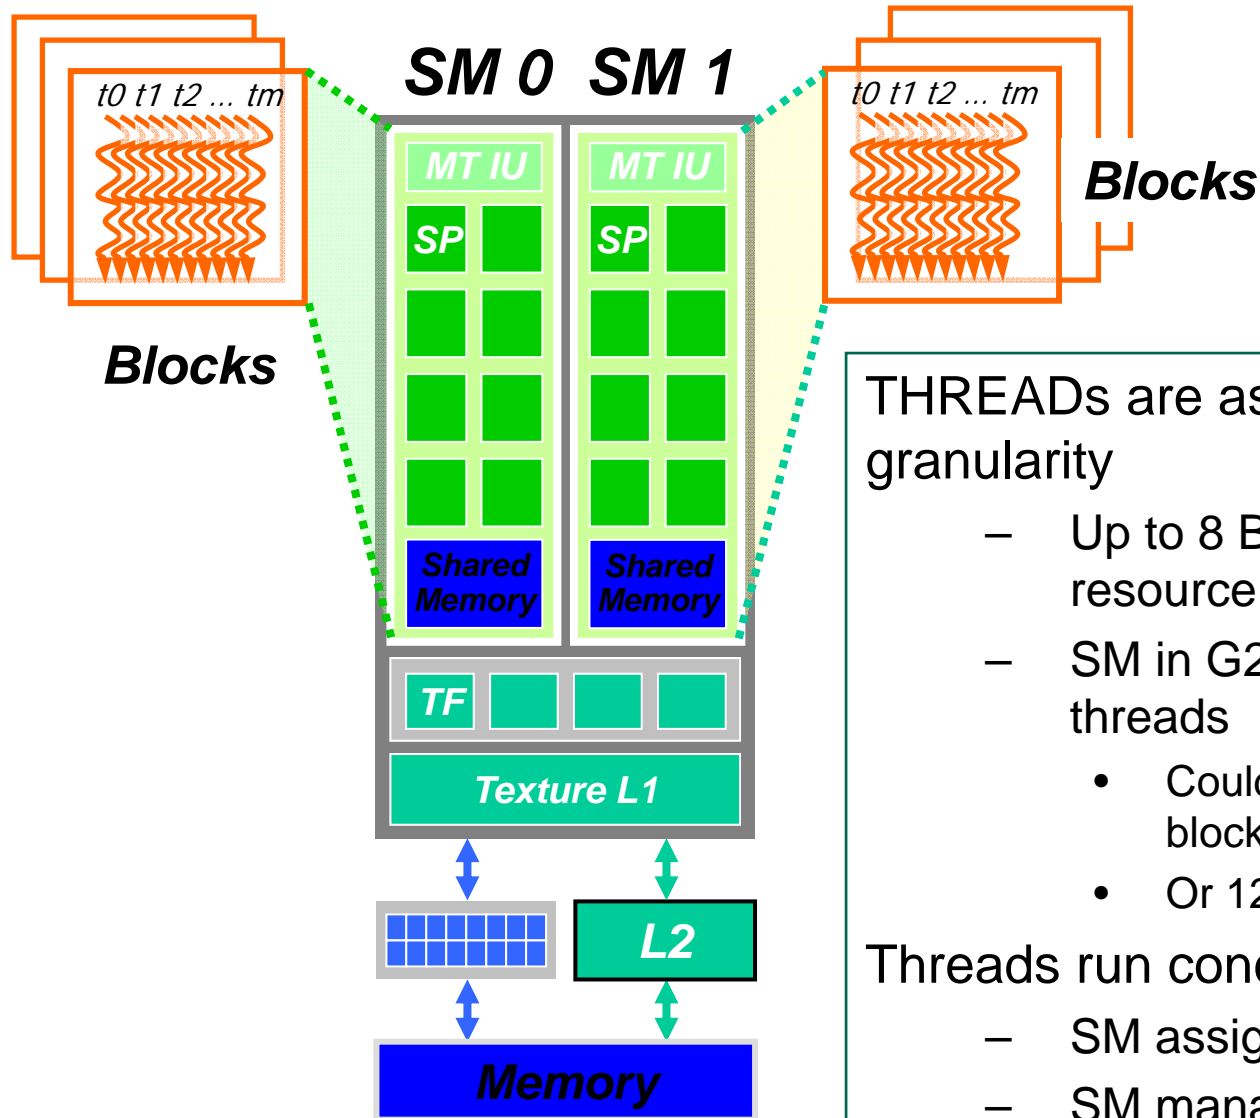 SM 0 SM 1
t0 t1 t2 ... tm
t0 t1 t2 ... tm
Blocks
Blocks
MT IU
MT IU
SP
SP
Shared
Memory
Shared
Memory
TF
Texture L1
L2
Memory
THREADs are as
granularity
– Up to 8 B
resource
– SM in G
threads
• Could
block
• Or 12
Threads run conc
– SM assig
– SM mana